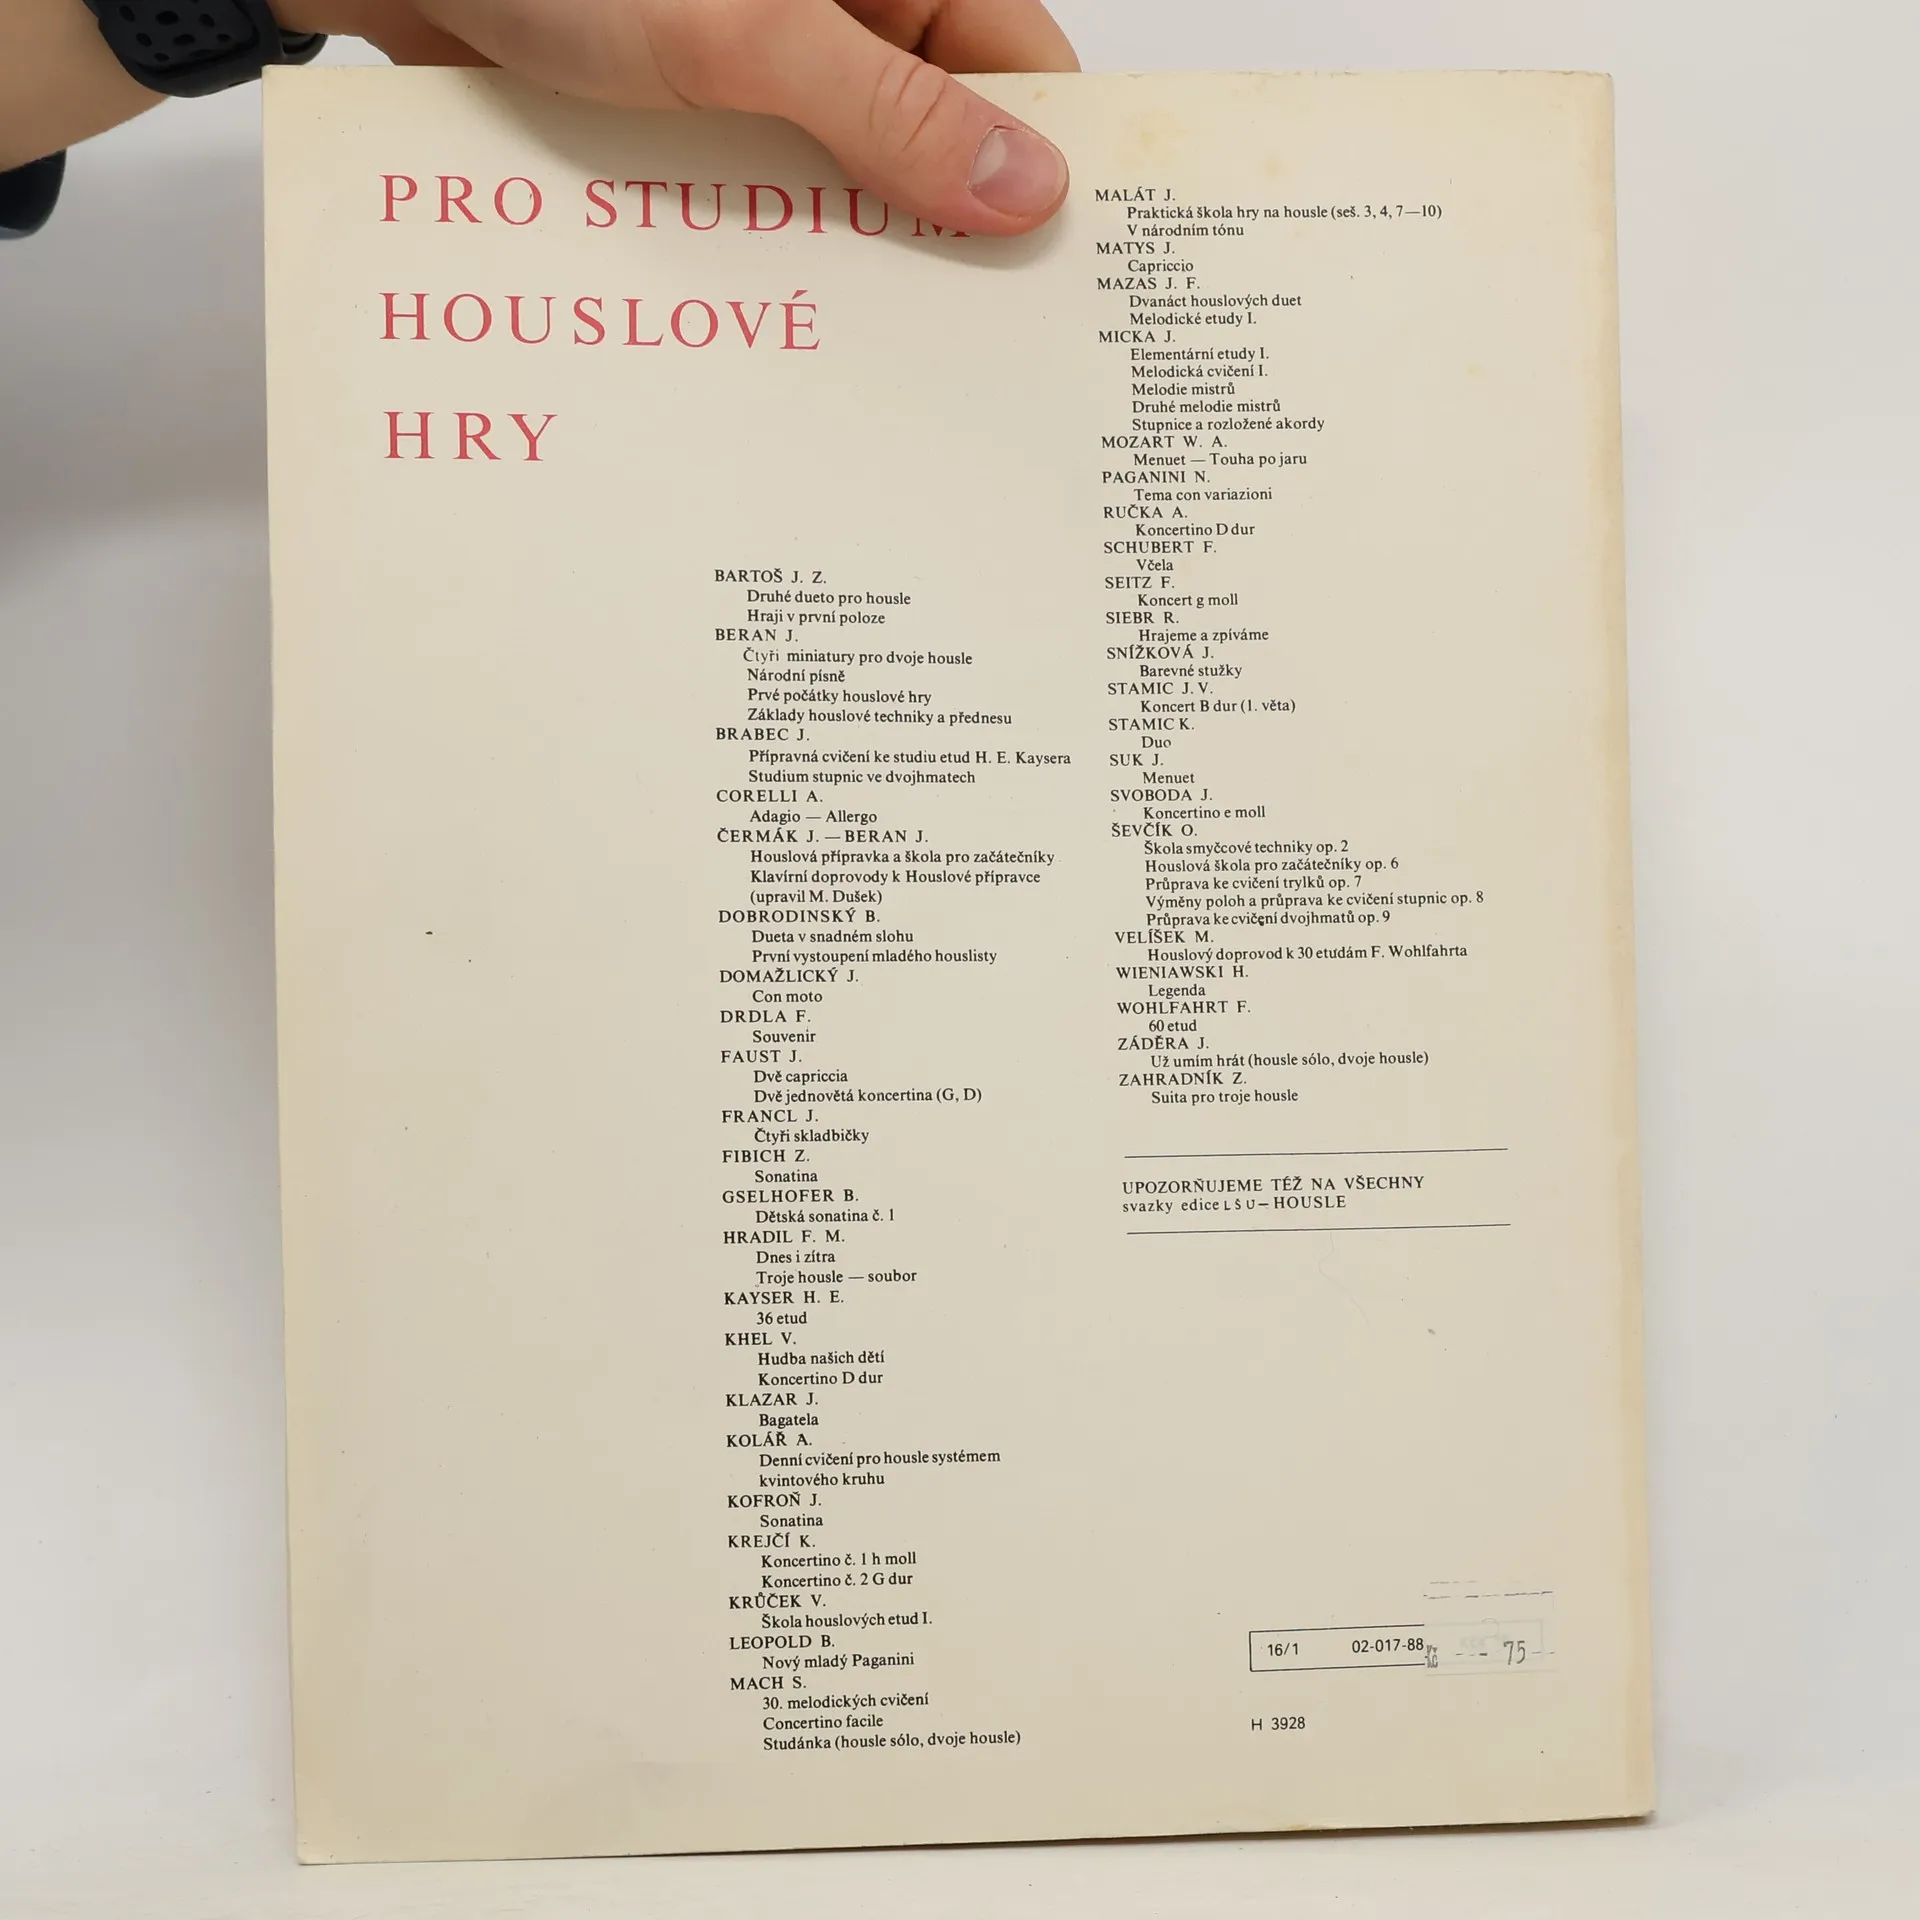 PRO STUDIUM
HOUSLOVÉ
HRY
BARTOŠ J. Z.
Druhé dueto pro housle
Hraji v první poloze
BERAN J.
Čtyři miniatury pro dvoje housle
Národní písně
Prvé počátky houslové hry
Základy houslové techniky a přednesu
BRABEC J.
Přípravná cvičení ke studiu etud H. E. Kaysera
Studium stupnic ve dvojhmatech
CORELLI A.
Adagio — Allergo
ČERMÁK J. — BERAN J.
Houslová přípravka a škola pro začátečníky
Klavírní doprovody k Houslové přípravce
(upravil M. Dušek)
DOBRODINSKÝ B.
Dueta v snadném slohu
První vystoupení mladého houslisty
DOMAŽLICKÝ J.
Con moto
DRDLA F.
Souvenir
FAUST J.
Dvě capriccia
Dvě jednovětá koncertina (G, D)
FRANCL J.
Čtyři skladbičky
FIBICH Z.
Sonatina
GSELHOFER B.
Dětská sonatina č. 1
HRADIL F. M.
Dnes i zítra
Troje housle — soubor
KAYSER H. E.
36 etud
KHEL V.
Hudba našich dětí
Koncertino D dur
KLAZAR J.
Bagatela
KOLÁŘ A.
Denní cvičení pro housle systémem
kvintového kruhu
KOFROŇ J.
Sonatina
KREJČÍ K.
Koncertino č. 1 h moll
Koncertino č. 2 G dur
KRŮČEK V.
Škola houslových etud I.
LEOPOLD B.
Nový mladý Paganini
MACH S.
30. melodických cvičení
Concertino facile
Studánka (housle sólo, dvoje housle)
MALÁT J.
Praktická škola hry na housle (seš. 3, 4, 7—10)
V národním tónu
MATYS J.
Capriccio
MAZAS J. F.
Dvanáct houslových duet
Melodické etudy I.
MICKA J.
Elementární etudy I.
Melodická cvičení I.
Melodie mistrů
Druhé melodie mistrů
Stupnice a rozložené akordy
MOZART W. A.
Menuet — Touha po jaru
PAGANINI N.
Tema con variazioni
RUČKA A.
Koncertino D dur
SCHUBERT F.
Včela
SEITZ F.
Koncert g moll
SIEBR R.
Hrajeme a zpíváme
SNÍŽKOVÁ J.
Barevné stužky
STAMIC J. V.
Koncert B dur (1. věta)
STAMIC K.
Duo
SUK J.
Menuet
SVOBODA J.
Koncertino e moll
ŠEVČÍK O.
Škola smyčcové techniky op. 2
Houslová škola pro začátečníky op. 6
Průprava ke cvičení trylků op. 7
Výměny poloh a průprava ke cvičení stupnic op. 8
Průprava ke cvičení dvojhmatů op. 9
VELÍŠEK M.
Houslový doprovod k 30 etudám F. Wohlfahrta
WIENIAWSKI H.
Legenda
WOHLFAHRT F.
60 etud
ZÁDĚRA J.
Už umím hrát (housle sólo, dvoje housle)
ZAHRADNÍK Z.
Suita pro troje housle
UPOZORŇUJEME TÉŽ NA VŠECHNY
svazky edice LŠU — HOUSLE
16/1 02-017-88
Kč - - - 75 - -
H 3928